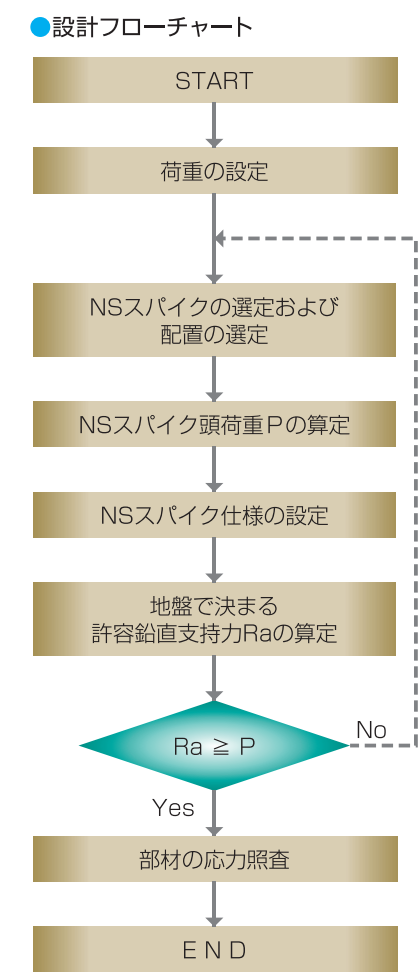 ●設計フローチャート
START
荷重の設定
NSスパイクの選定および
配置の選定
NSスパイク頭荷重Pの算定
NSスパイク仕様の設定
地盤で決まる
許容鉛直支持力Raの算定
Ra ≧ P
No
Yes
部材の応力照査
END